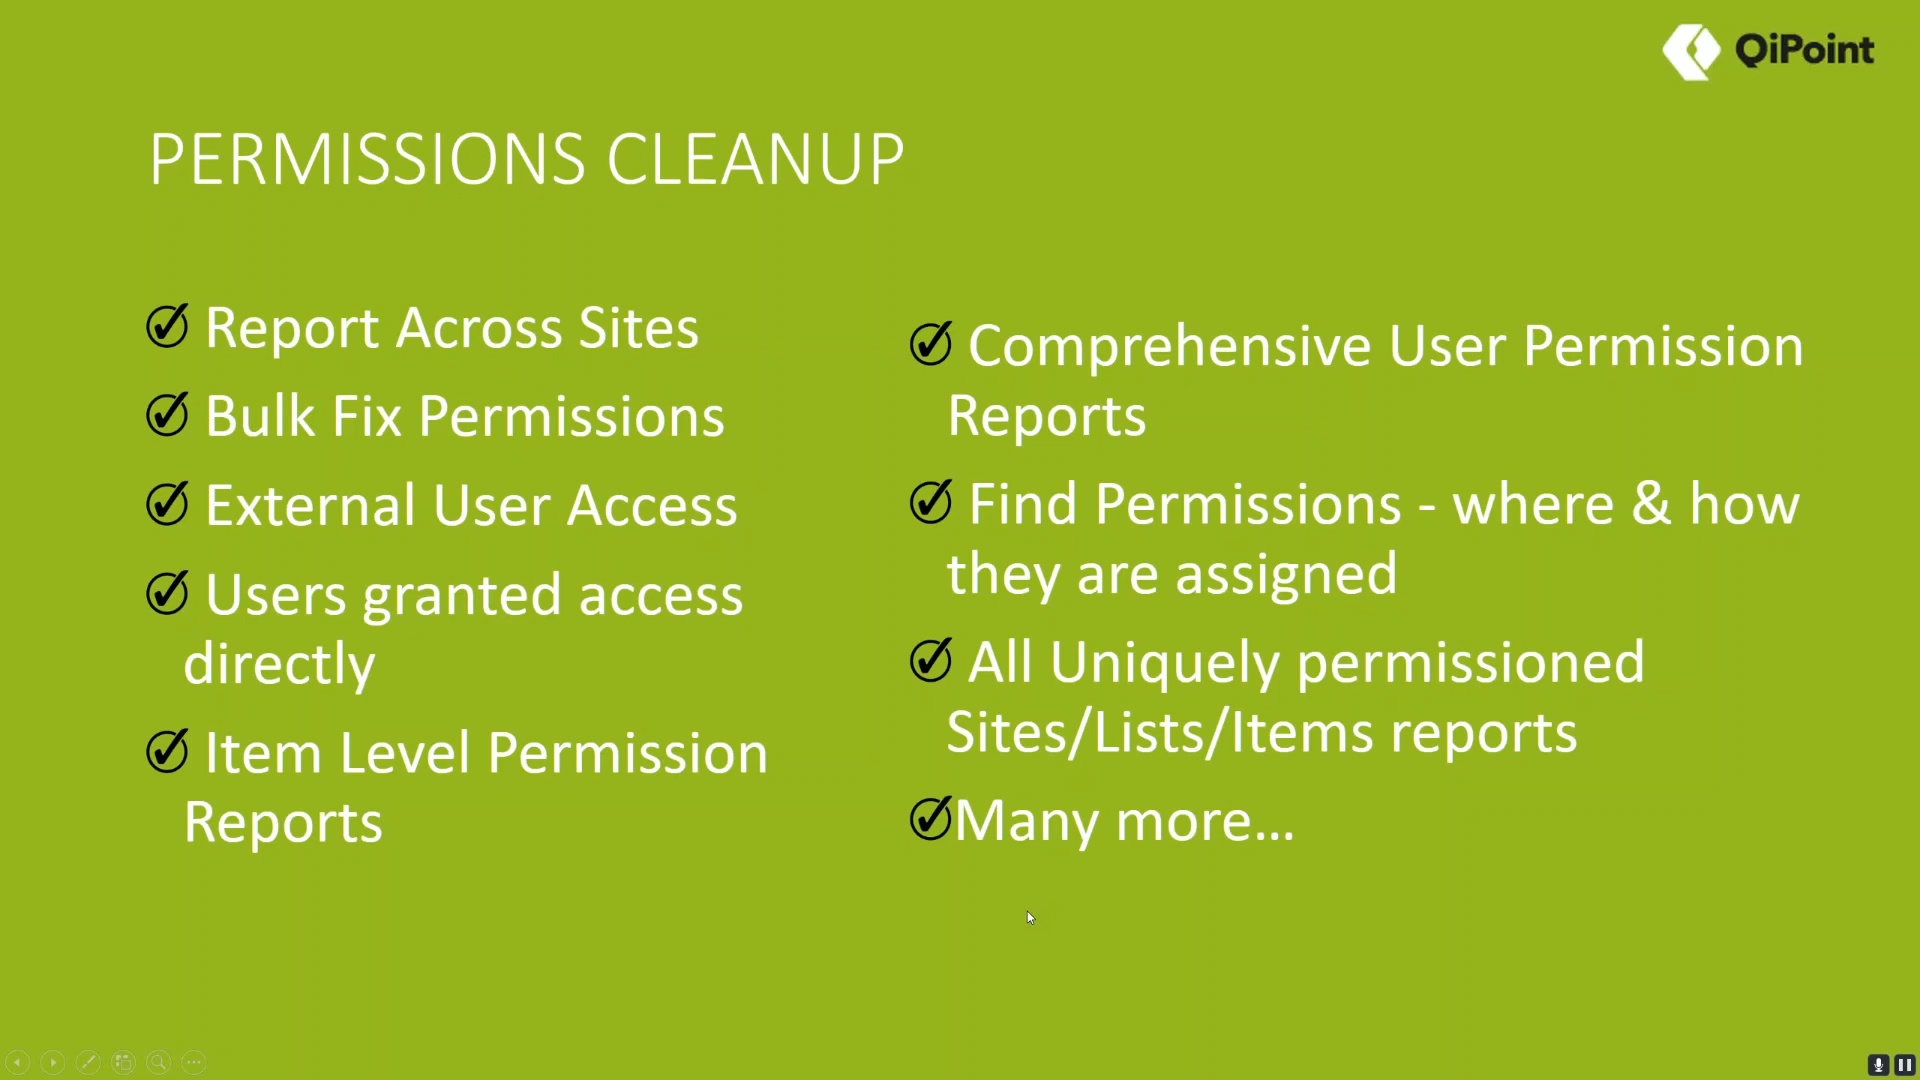 QiPoint
PERMISSIONS CLEANUP
Report Across Sites
Bulk Fix Permissions
External User Access
Users granted access
directly
Item Level Permission
Reports
Comprehensive User Permission
Reports
Find Permissions - where & how
they are assigned
All Uniquely permissioned
Sites/Lists/Items reports
Many more...